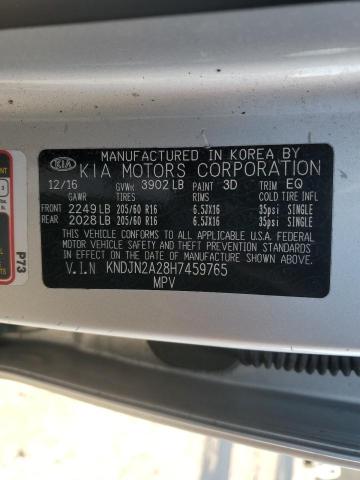 MANUFACTURED IN KOREA BY
KIA KIA MOTORS CORPORATION
12/16 GVWR 3902 LB PAINT 3D TRIM EQ
GAWR TIRES RIMS COLD TIRE INFL
FRONT 2249 LB 205/60 R16 6.5JX16 35psi SINGLE
REAR 2028 LB 205/60 R16 6.5JX16 35psi SINGLE
THIS VEHICLE CONFORMS TO ALL APPLICABLE U.S.A. FEDERAL
MOTOR VEHICLE SAFETY AND THEFT PREVENTION STANDARDS
IN EFFECT ON THE DATE OF MANUFACTURE SHOWN ABOVE.
V.I.N KNDJN2A28H7459765
MPV
P73